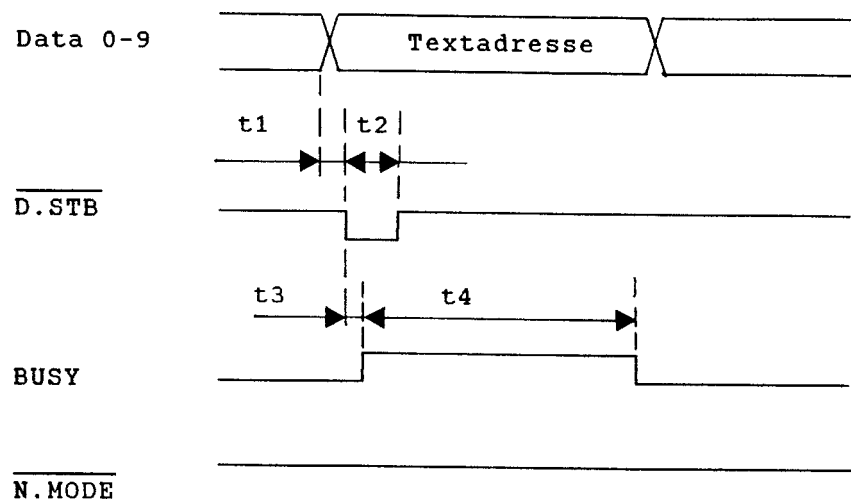 Data 0-9 Textadresse
t1 t2
D.STB
t3 t4
BUSY
N.MODE